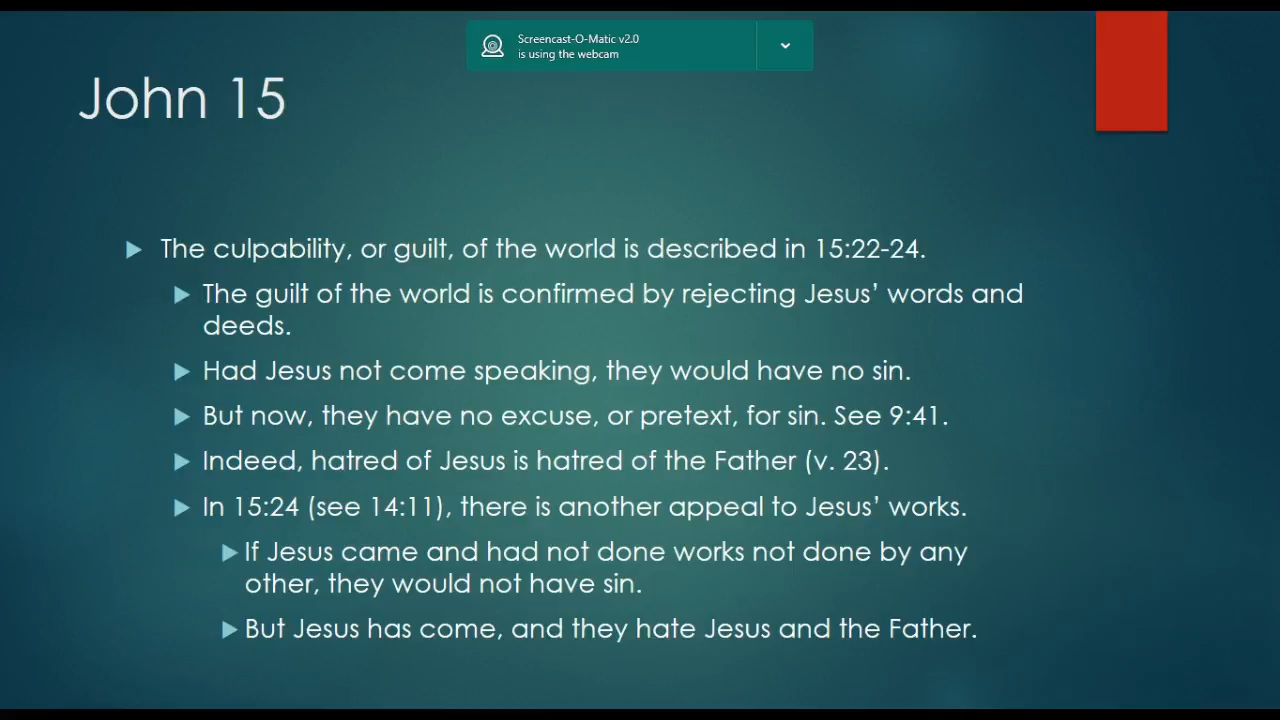 Screencast-O-Matic v2.0
is using the webcam
John 15
The culpability, or guilt, of the world is described in 15:22-24.
The guilt of the world is confirmed by rejecting Jesus’ words and
deeds.
Had Jesus not come speaking, they would have no sin.
But now, they have no excuse, or pretext, for sin. See 9:41.
Indeed, hatred of Jesus is hatred of the Father (v. 23).
In 15:24 (see 14:11), there is another appeal to Jesus’ works.
If Jesus came and had not done works not done by any
other, they would not have sin.
But Jesus has come, and they hate Jesus and the Father.